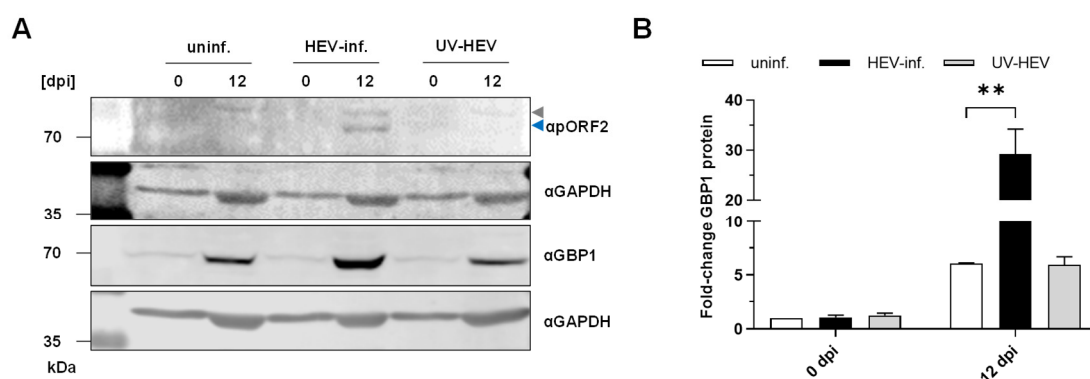 A
uninf. HEV-inf. UV-HEV
[dpi] 0 12 0 12 0 12
70 αpORF2
αGAPDH
35
70 αGBP1
αGAPDH
35
kDa
B
uninf. HEV-inf. UV-HEV
**
Fold-change GBP1 protein
40
30
20
10
5
0
0 dpi 12 dpi